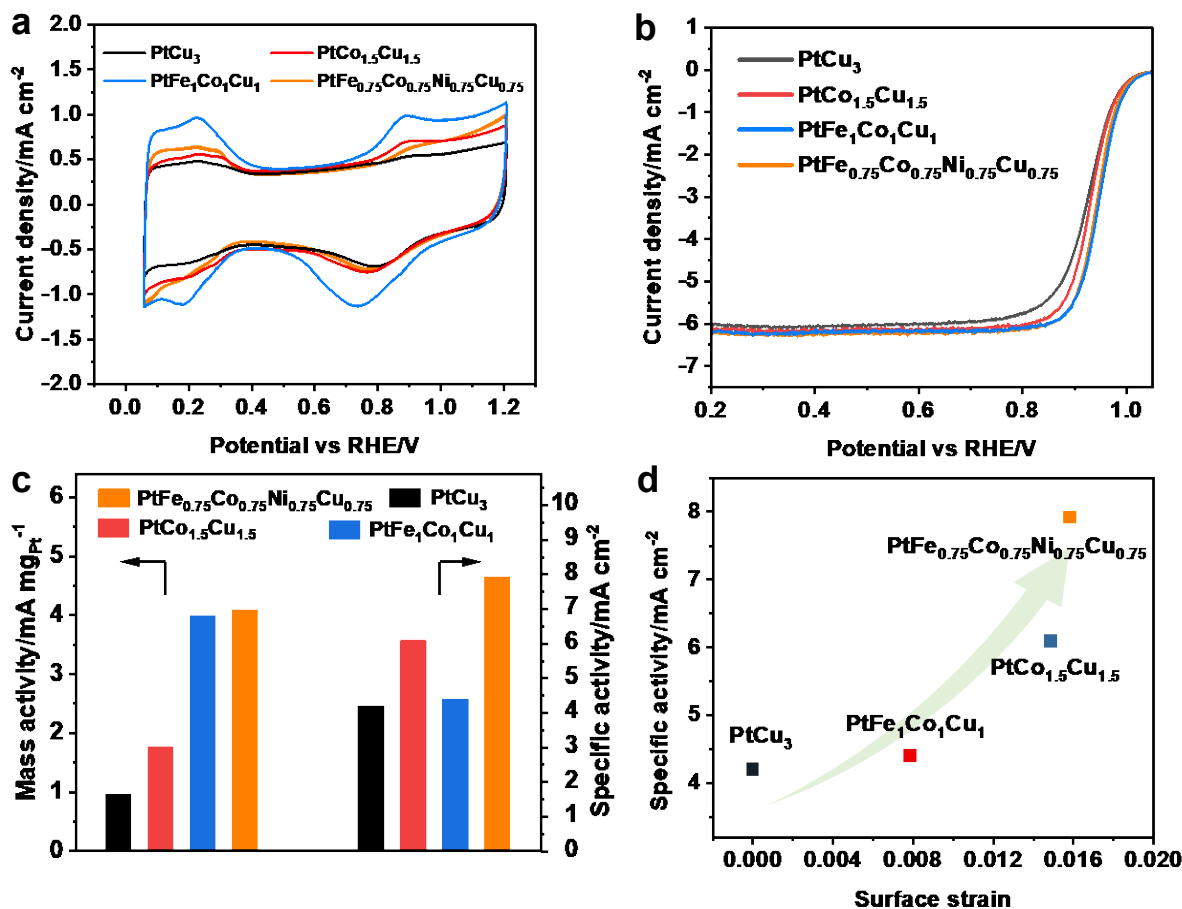 a
2.0
1.5
1.0
0.5
0.0
-0.5
-1.0
-2.0
Current density/mA cm⁻²
PtCu₃
PtCo₁.₅Cu₁.₅
PtFe₁Co₁Cu₁
PtFe₀.₇₅Co₀.₇₅Ni₀.₇₅Cu₀.₇₅
0.0 0.2 0.4 0.6 0.8 1.0 1.2
Potential vs RHE/V
b
1
0
-1
-2
-3
-4
-5
-6
-7
Current density/mA cm⁻²
PtCu₃
PtCo₁.₅Cu₁.₅
PtFe₁Co₁Cu₁
PtFe₀.₇₅Co₀.₇₅Ni₀.₇₅Cu₀.₇₅
0.2 0.4 0.6 0.8 1.0
Potential vs RHE/V
c
6
5
4
3
2
1
0
Mass activity/mA mg_Pt⁻¹
PtFe₀.₇₅Co₀.₇₅Ni₀.₇₅Cu₀.₇₅
PtCu₃
PtCo₁.₅Cu₁.₅
PtFe₁Co₁Cu₁
10
9
8
7
6
5
4
3
2
1
0
Specific activity/mA cm⁻²
d
8
7
6
5
4
Specific activity/mA cm⁻²
PtFe₀.₇₅Co₀.₇₅Ni₀.₇₅Cu₀.₇₅
PtCo₁.₅Cu₁.₅
PtFe₁Co₁Cu₁
PtCu₃
0.000 0.004 0.008 0.012 0.016 0.020
Surface strain